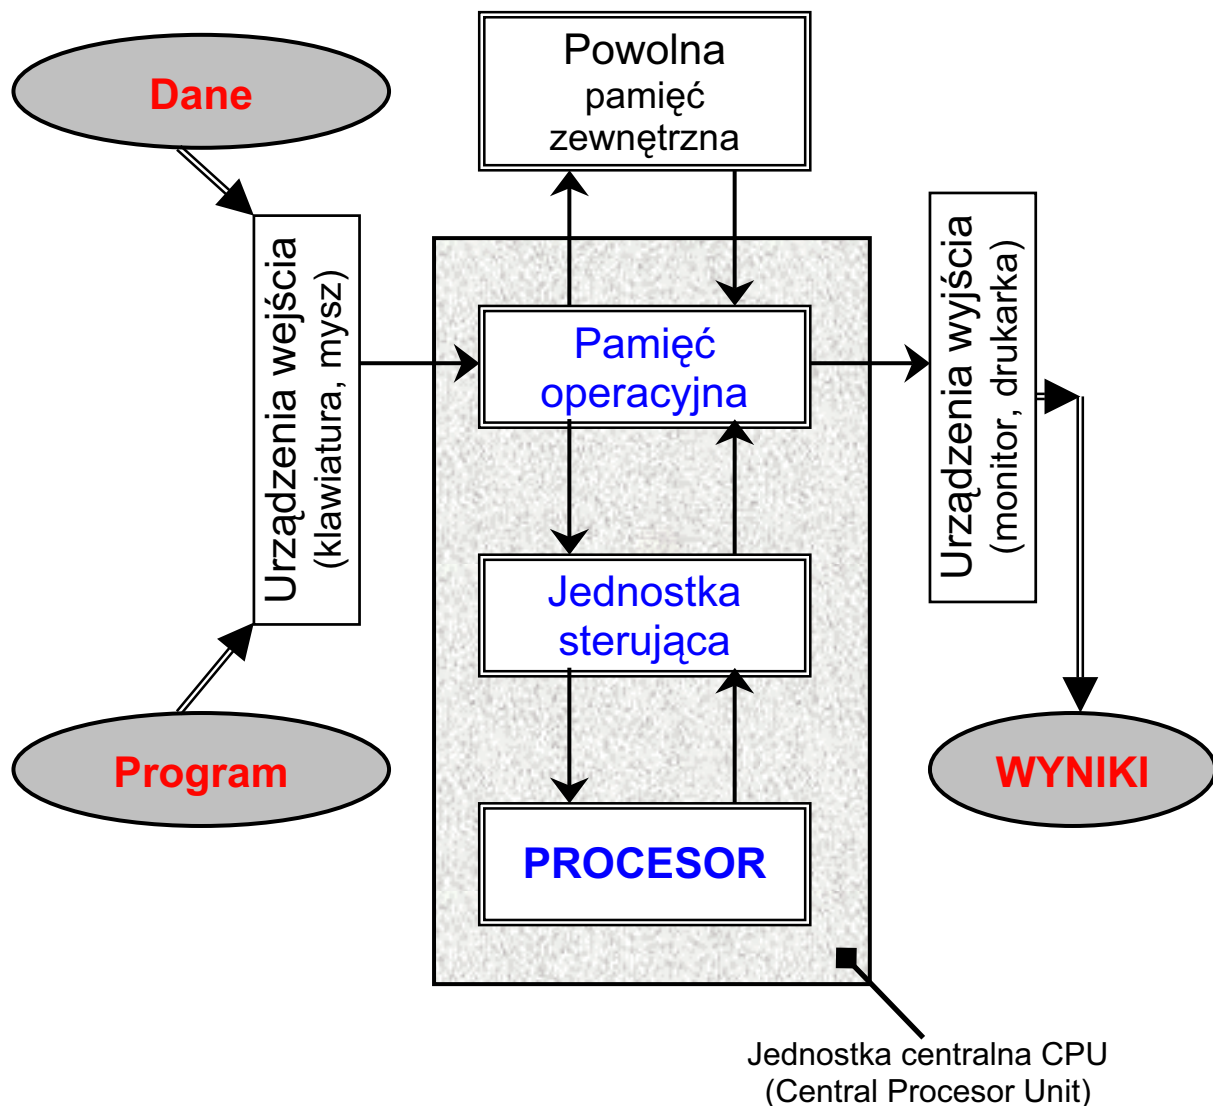 Dane
Powolna
pamięć
zewnętrzna
Urządzenia wejścia
(klawiatura, mysz)
Pamięć
operacyjna
Urządzenia wyjścia
(monitor, drukarka)
Jednostka
sterująca
Program
WYNIKI
PROCESOR
Jednostka centralna CPU
(Central Procesor Unit)